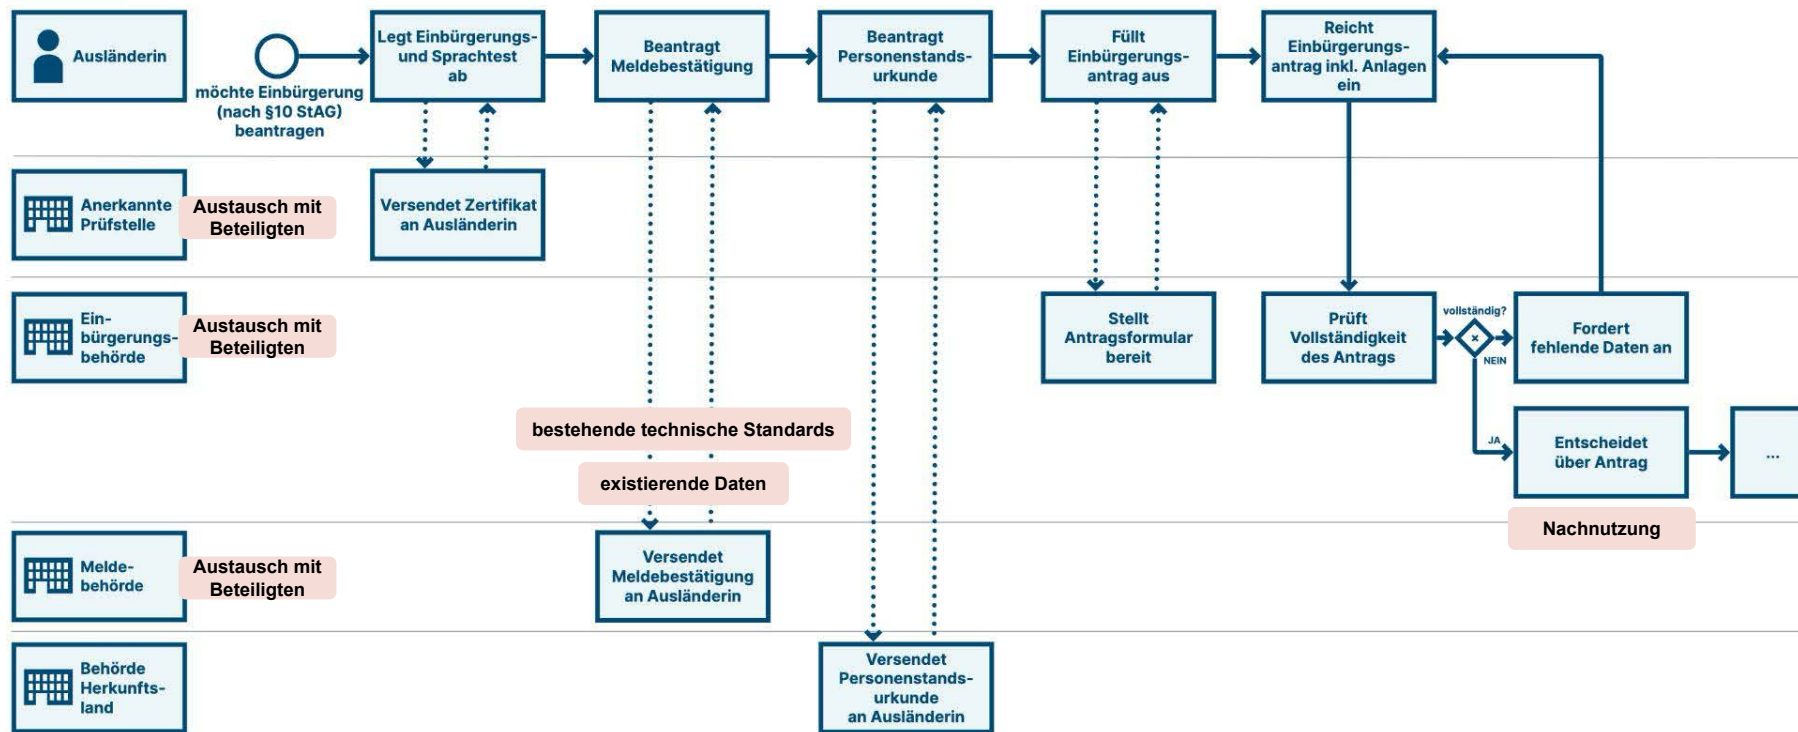 Ausländerin
möchte Einbürgerung
(nach §10 StAG)
beantragen
Legt Einbürgerungs-
und Sprachtest
ab
Beantragt
Meldebestätigung
Beantragt
Personenstands-
urkunde
Füllt
Einbürgerungs-
antrag aus
Reicht
Einbürgerungs-
antrag inkl. Anlagen
ein
Anerkannte
Prüfstelle
Austausch mit
Beteiligten
Versendet Zertifikat
an Ausländerin
Ein-
bürgerungs-
behörde
Austausch mit
Beteiligten
Stellt
Antragsformular
bereit
Prüft
Vollständigkeit
des Antrags
vollständig?
×
NEIN
Fordert
fehlende Daten an
JA
Entscheidet
über Antrag
...
bestehende technische Standards
existierende Daten
Nachnutzung
Melde-
behörde
Austausch mit
Beteiligten
Versendet
Meldebestätigung
an Ausländerin
Behörde
Herkunfts-
land
Versendet
Personenstands-
urkunde
an Ausländerin